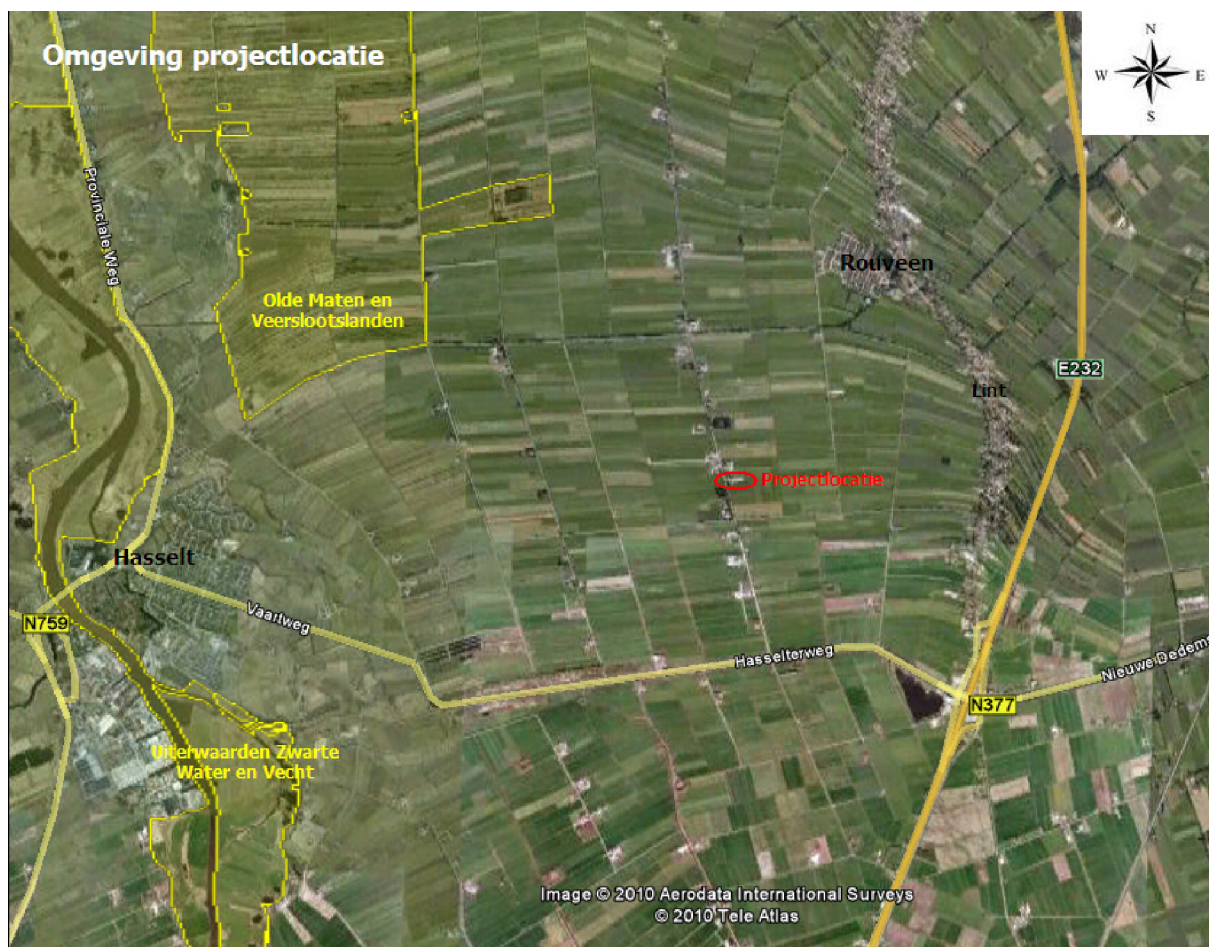 Omgeving projectlocatie
N
W
E
S
Provinciale Weg
Olde Maten en
Veerslootslanden
Rouveen
E232
Lint
Projectlocatie
Hasselt
N759
Vaartweg
Hasselterweg
Nieuwe Dedems
N377
Uiterwaarden Zwarte
Water en Vecht
Image © 2010 Aerodata International Surveys
© 2010 Tele Atlas